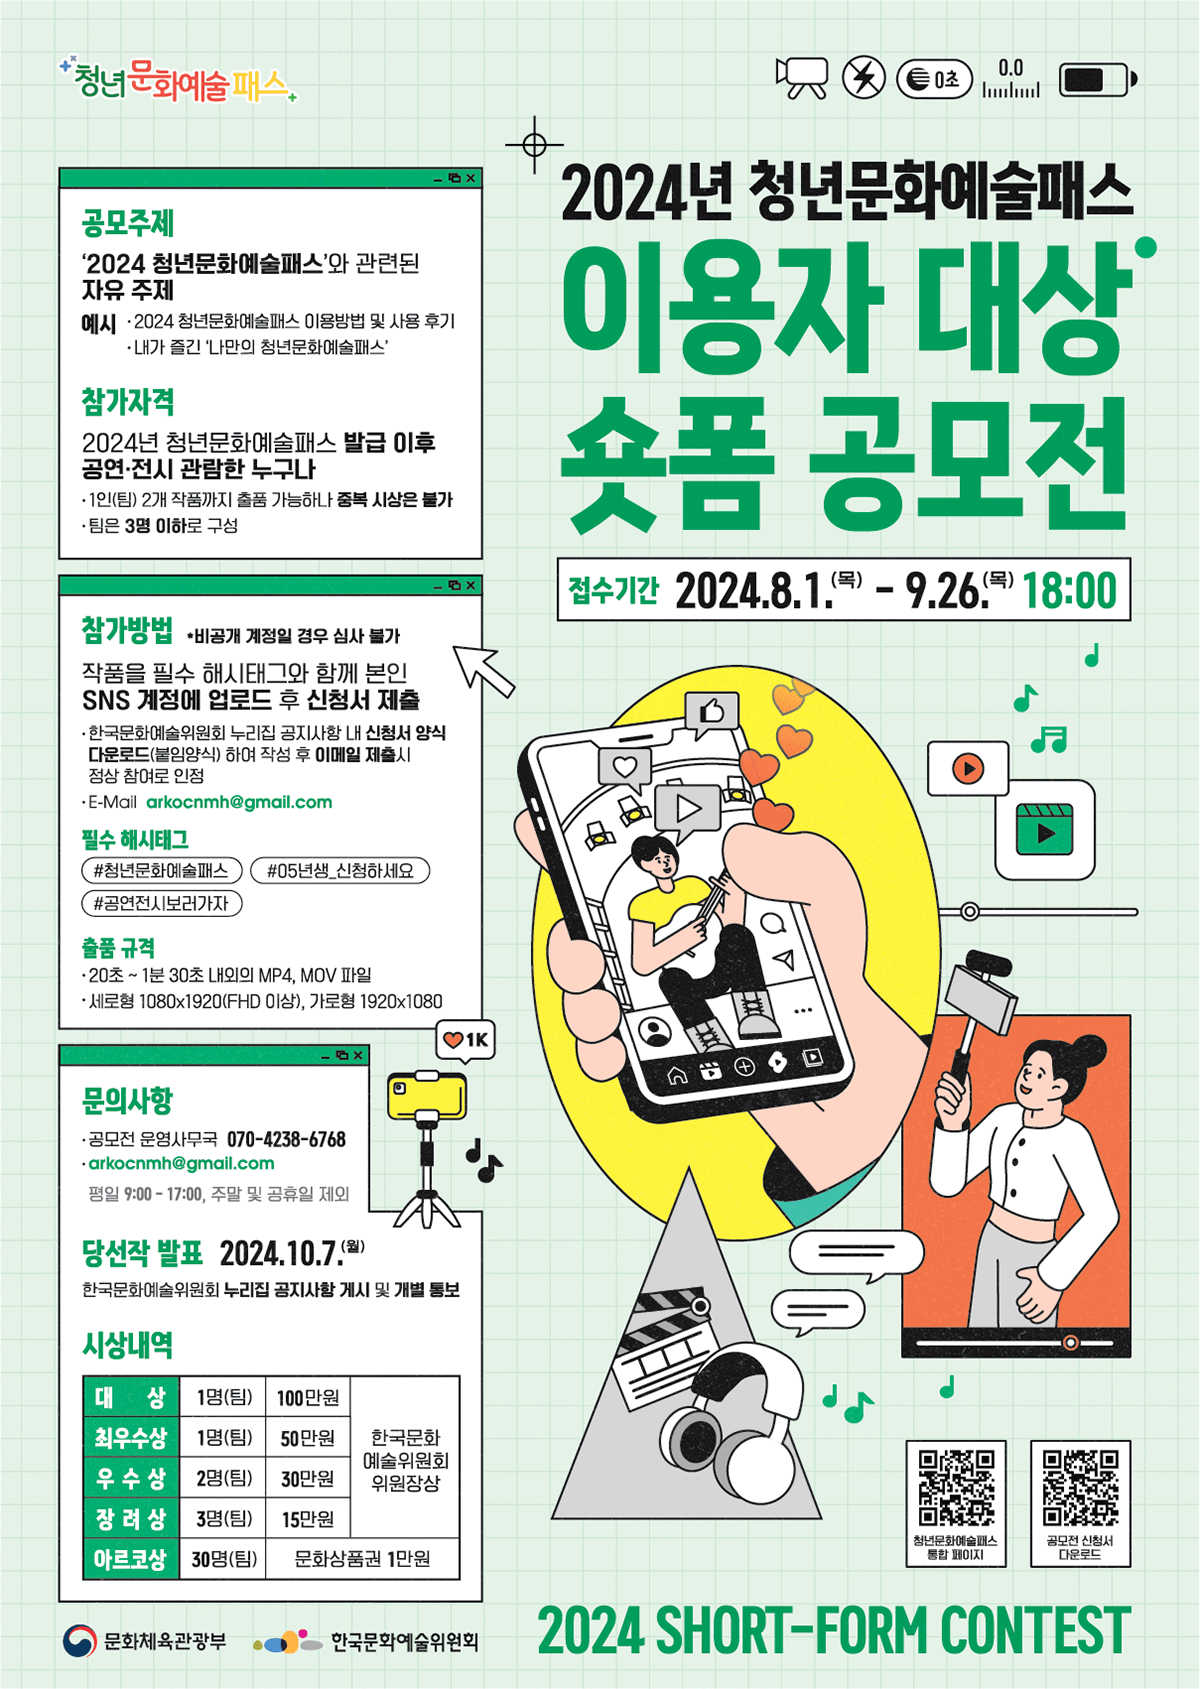 청년문화예술패스
0초
0.0
2024년 청년문화예술패스
이용자 대상
숏폼 공모전
접수기간 2024.8.1.(목) - 9.26.(목) 18:00
공모주제
‘2024 청년문화예술패스’와 관련된
자유 주제
예시 ·2024 청년문화예술패스 이용방법 및 사용 후기
·내가 즐긴 ‘나만의 청년문화예술패스’
참가자격
2024년 청년문화예술패스 발급 이후
공연·전시 관람한 누구나
·1인(팀) 2개 작품까지 출품 가능하나 중복 시상은 불가
·팀은 3명 이하로 구성
참가방법 *비공개 계정일 경우 심사 불가
작품을 필수 해시태그와 함께 본인
SNS 계정에 업로드 후 신청서 제출
·한국문화예술위원회 누리집 공지사항 내 신청서 양식
다운로드(붙임양식) 하여 작성 후 이메일 제출시
정상 참여로 인정
·E-Mail arkocnmh@gmail.com
필수 해시태그
#청년문화예술패스 #05년생_신청하세요
#공연전시보러가자
출품 규격
·20초 ~ 1분 30초 내외의 MP4, MOV 파일
·세로형 1080x1920(FHD 이상), 가로형 1920x1080
1K
문의사항
·공모전 운영사무국 070-4238-6768
·arkocnmh@gmail.com
평일 9:00 - 17:00, 주말 및 공휴일 제외
당선작 발표 2024.10.7.(월)
한국문화예술위원회 누리집 공지사항 게시 및 개별 통보
시상내역
대 상 1명(팀) 100만원
최우수상 1명(팀) 50만원
우 수 상 2명(팀) 30만원
장 려 상 3명(팀) 15만원
한국문화
예술위원회
위원장상
아르코상 30명(팀) 문화상품권 1만원
청년문화예술패스
통합 페이지
공모전 신청서
다운로드
문화체육관광부 한국문화예술위원회
2024 SHORT-FORM CONTEST